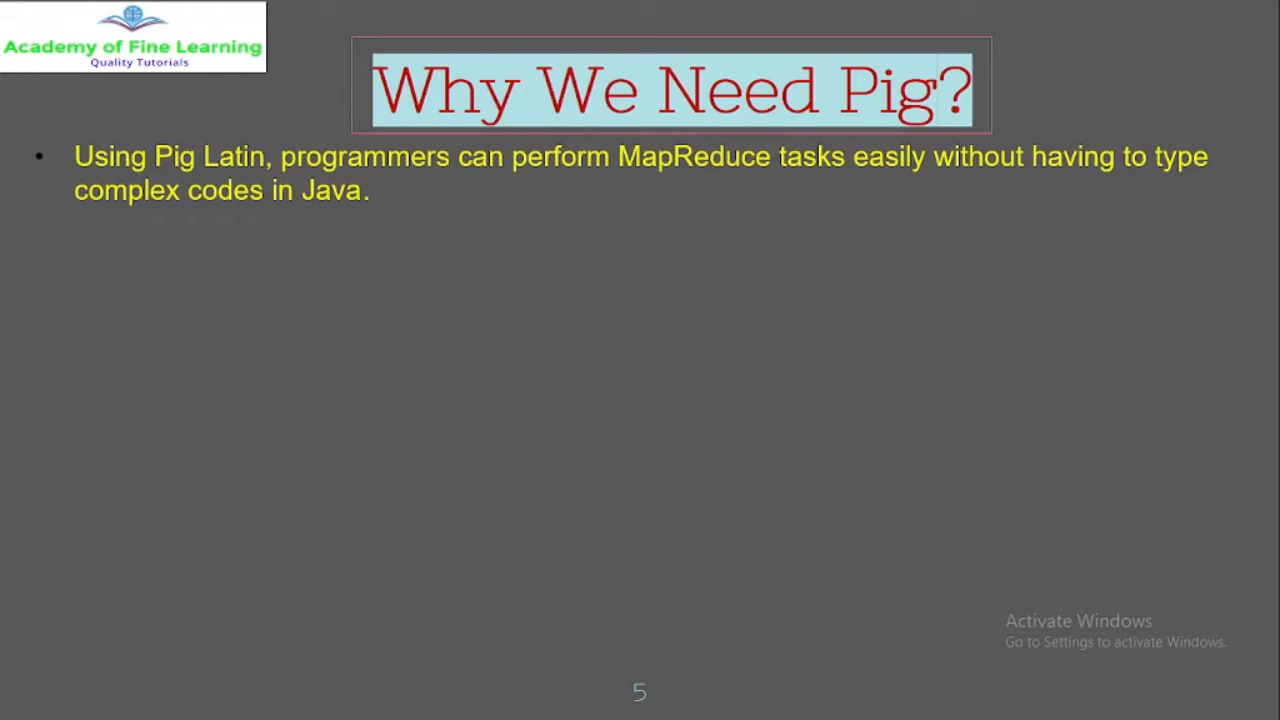 Academy of Fine Learning
Quality Tutorials
Why We Need Pig?
• Using Pig Latin, programmers can perform MapReduce tasks easily without having to type
complex codes in Java.
Activate Windows
Go to Settings to activate Windows.
5